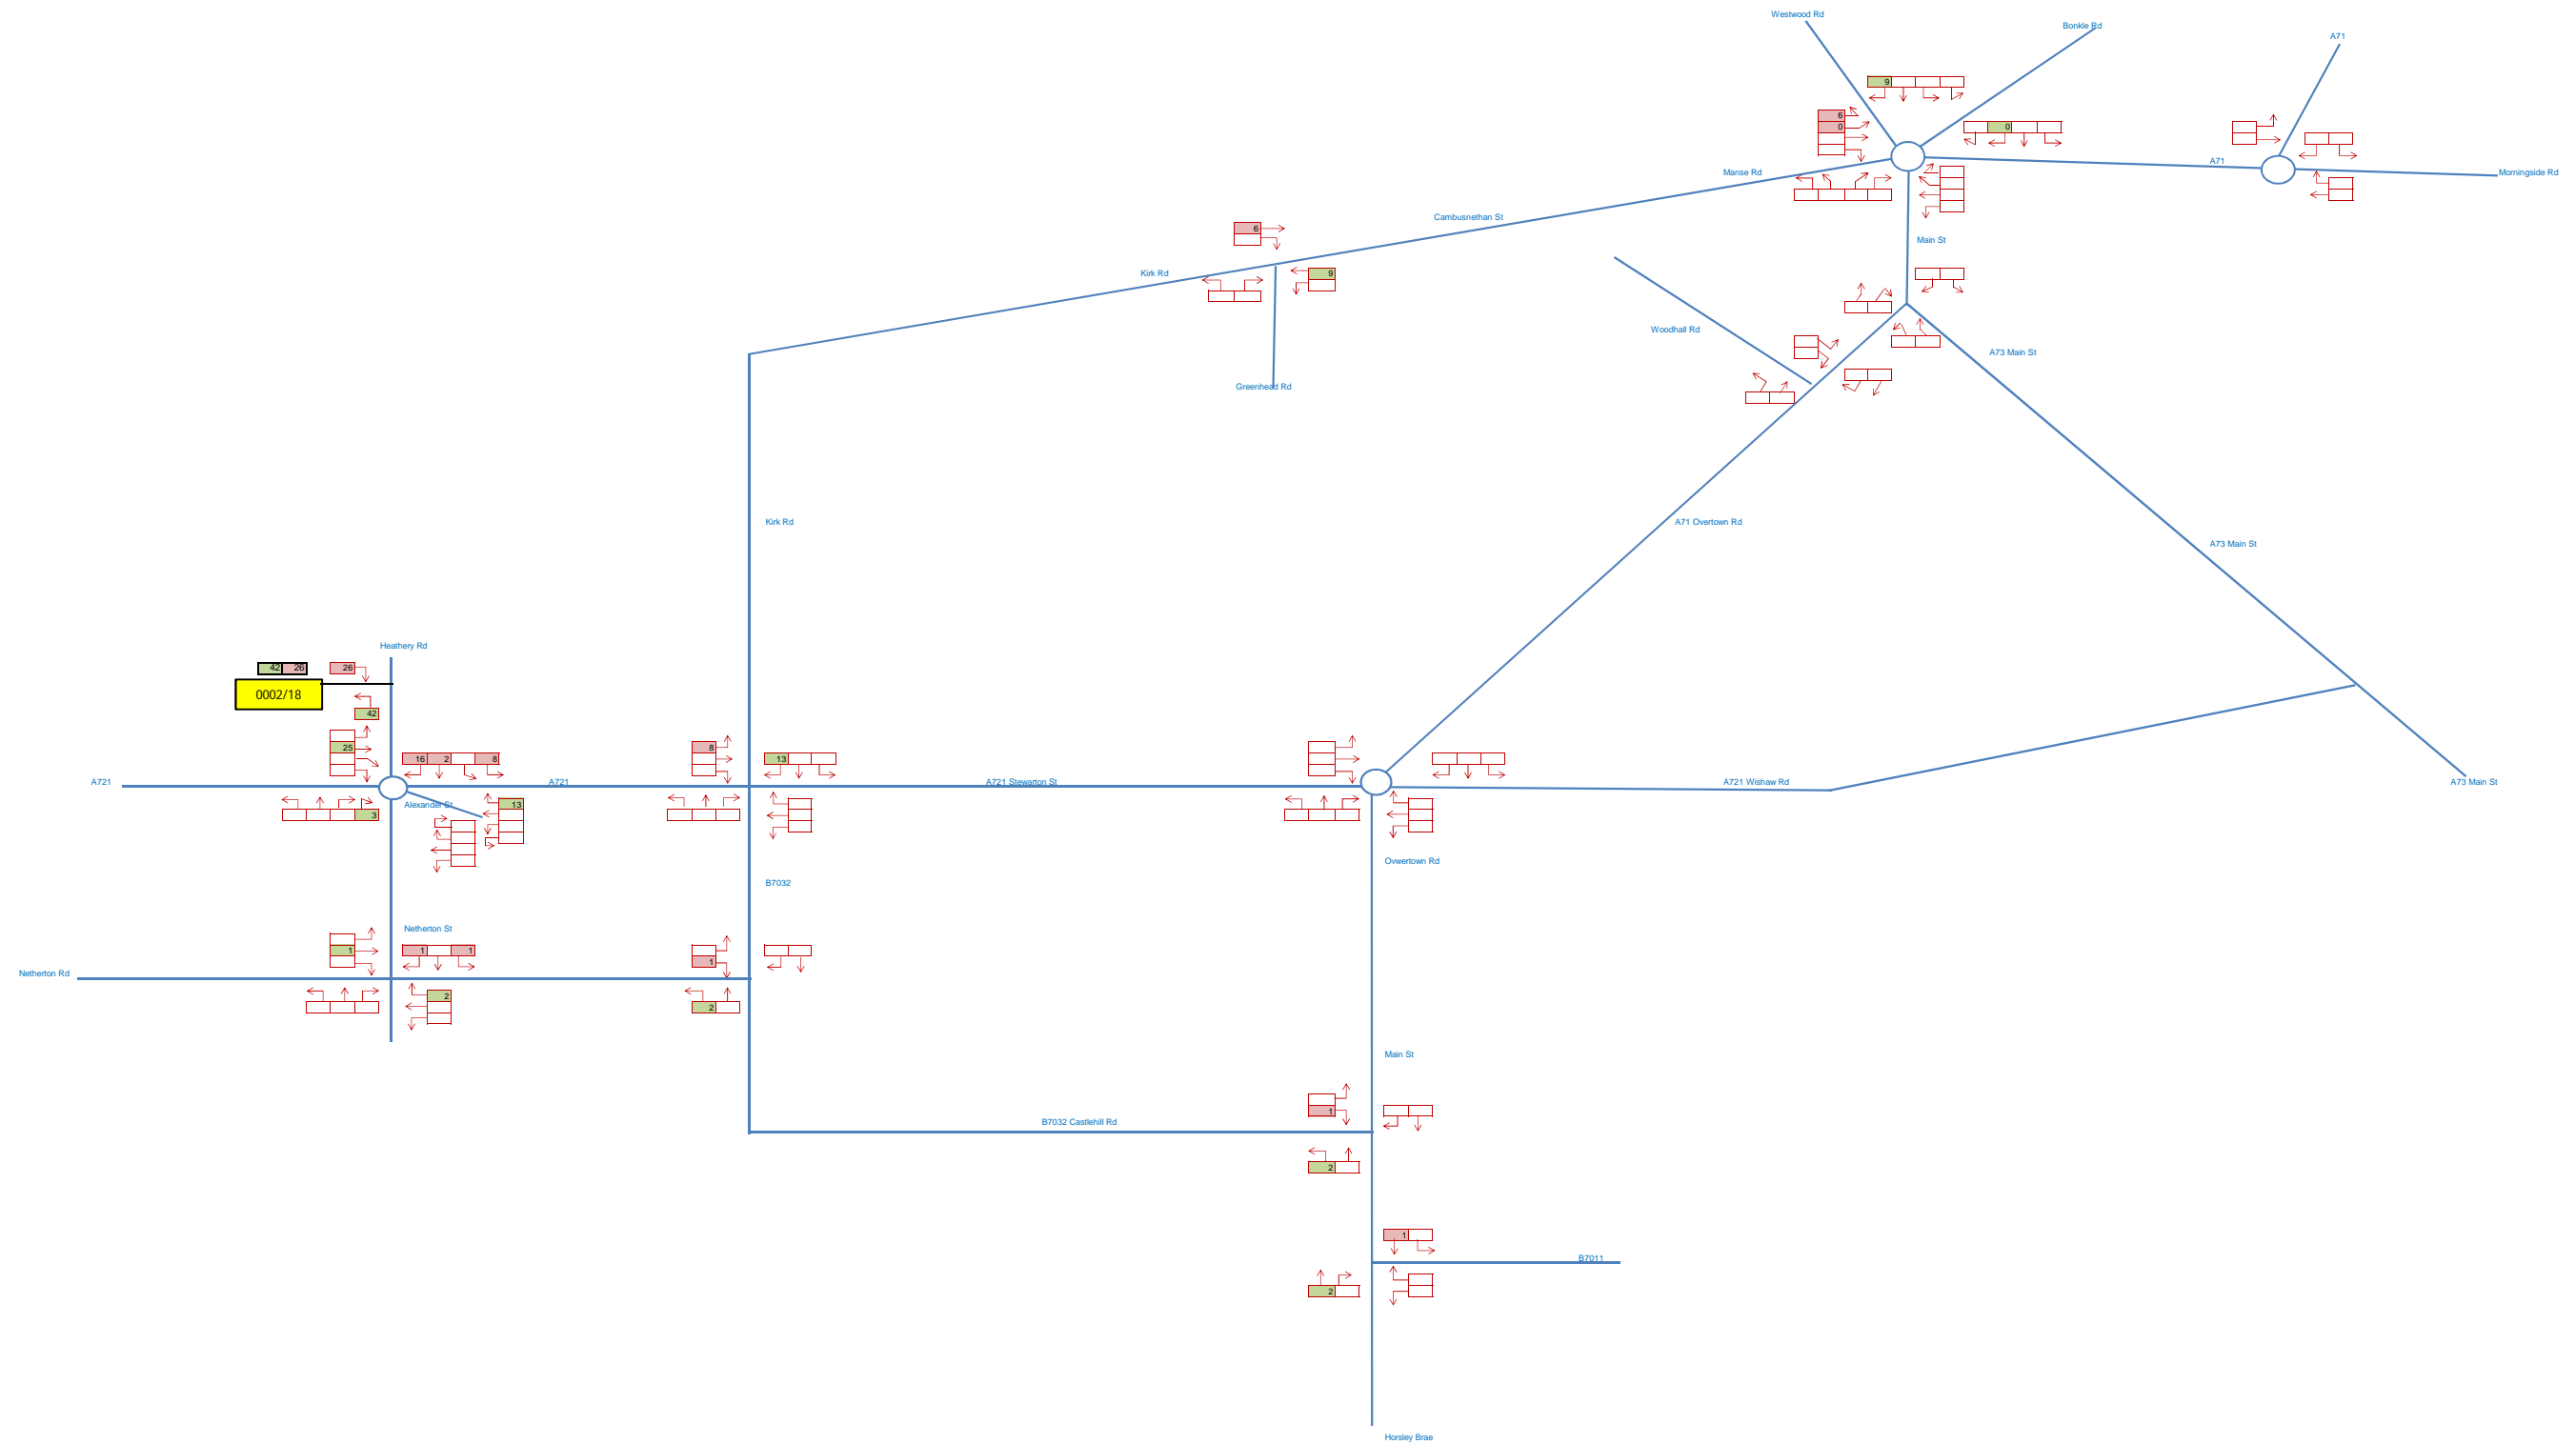 Westwood Rd
Bonkle Rd
A71
9
6
0
0
A71
Manse Rd
Morningside Rd
Cambusnethan St
6
Main St
Kirk Rd
9
Woodhall Rd
A73 Main St
Greenhead Rd
Kirk Rd
A71 Overtown Rd
A73 Main St
Heathery Rd
42 26
26
0002/18
42
25
16 2 8
8
13
A721
A721
A721 Stewarton St
A721 Wishaw Rd
A73 Main St
Alexander St
13
3
Ovwertown Rd
B7032
Netherton St
1
1 1
1
Netherton Rd
2
2
Main St
1
B7032 Castlehill Rd
2
1
B7011
2
Horsley Brae